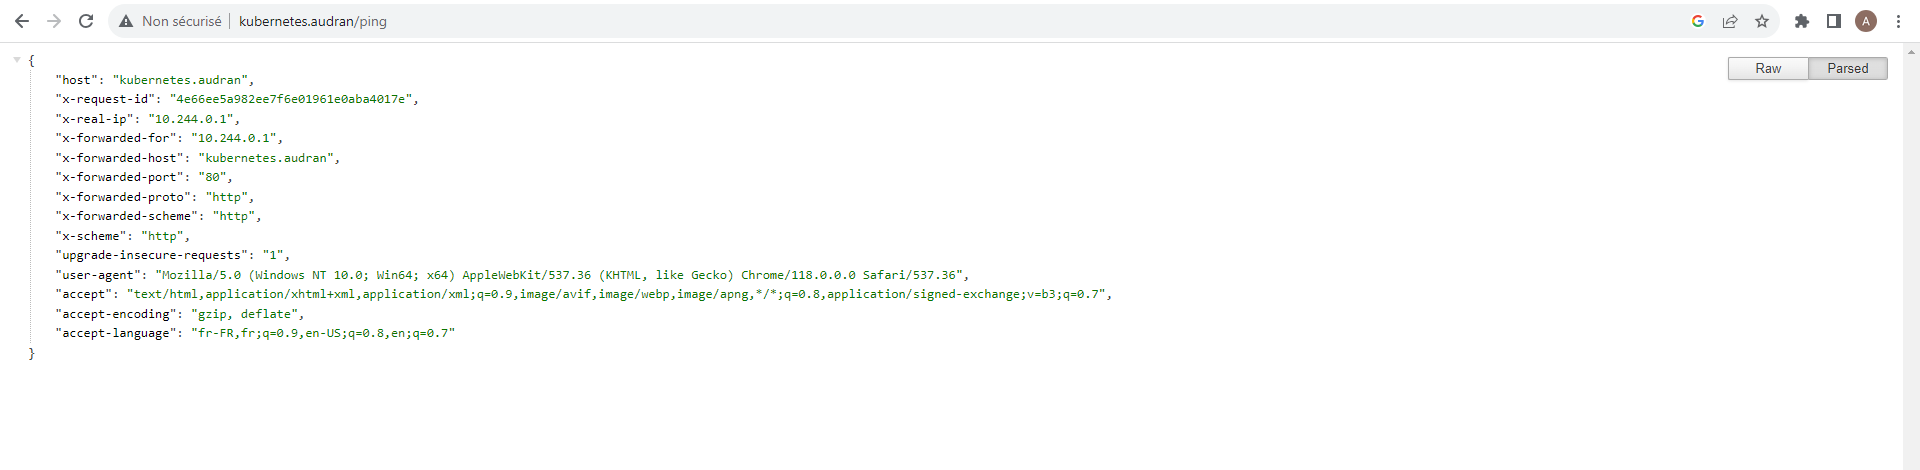 Non sécurisé kubernetes.audran/ping
A
Raw Parsed
{
"host": "kubernetes.audran",
"x-request-id": "4e66ee5a982ee7f6e01961e0aba4017e",
"x-real-ip": "10.244.0.1",
"x-forwarded-for": "10.244.0.1",
"x-forwarded-host": "kubernetes.audran",
"x-forwarded-port": "80",
"x-forwarded-proto": "http",
"x-forwarded-scheme": "http",
"x-scheme": "http",
"upgrade-insecure-requests": "1",
"user-agent": "Mozilla/5.0 (Windows NT 10.0; Win64; x64) AppleWebKit/537.36 (KHTML, like Gecko) Chrome/118.0.0.0 Safari/537.36",
"accept": "text/html,application/xhtml+xml,application/xml;q=0.9,image/avif,image/webp,image/apng,*/*;q=0.8,application/signed-exchange;v=b3;q=0.7",
"accept-encoding": "gzip, deflate",
"accept-language": "fr-FR,fr;q=0.9,en-US;q=0.8,en;q=0.7"
}